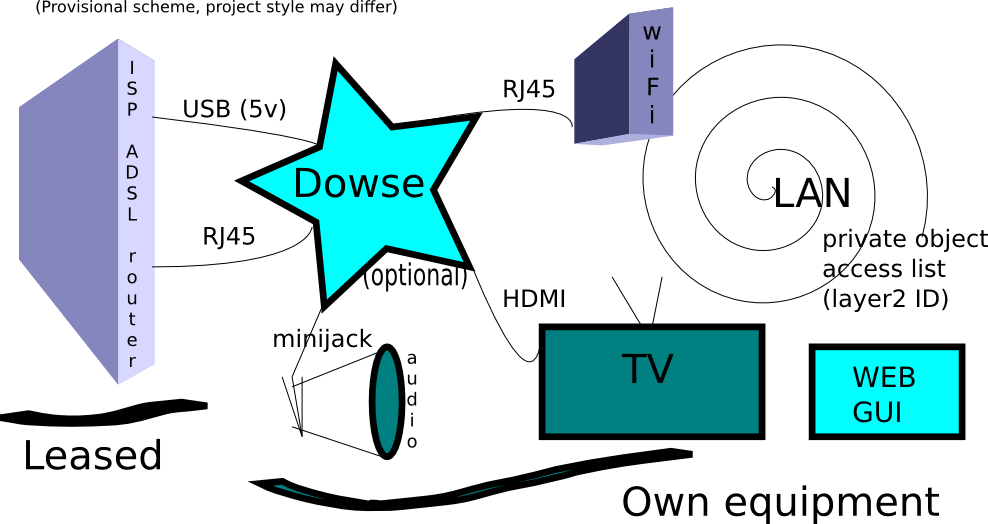 (Provisional scheme, project style may differ)
ISP ADSL router
USB (5v)
RJ45
Dowse
(optional)
RJ45
wiFi
LAN
private object
access list
(layer2 ID)
HDMI
minijack
audio
TV
WEB
GUI
Leased
Own equipment